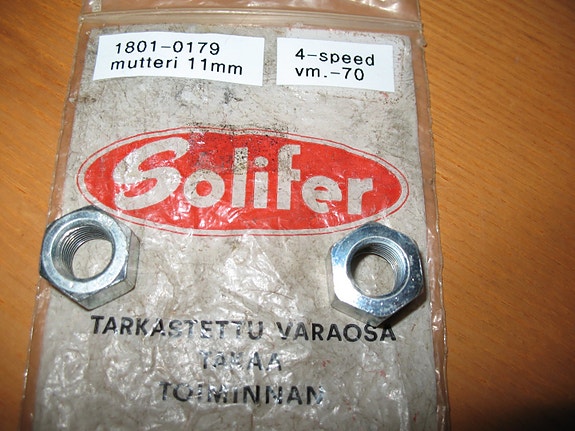 1801-0179
mutteri 11mm
4-speed
vm.-70
Solifer
TARKASTETTU VARAOSA
TAKAA
TOIMINNAN